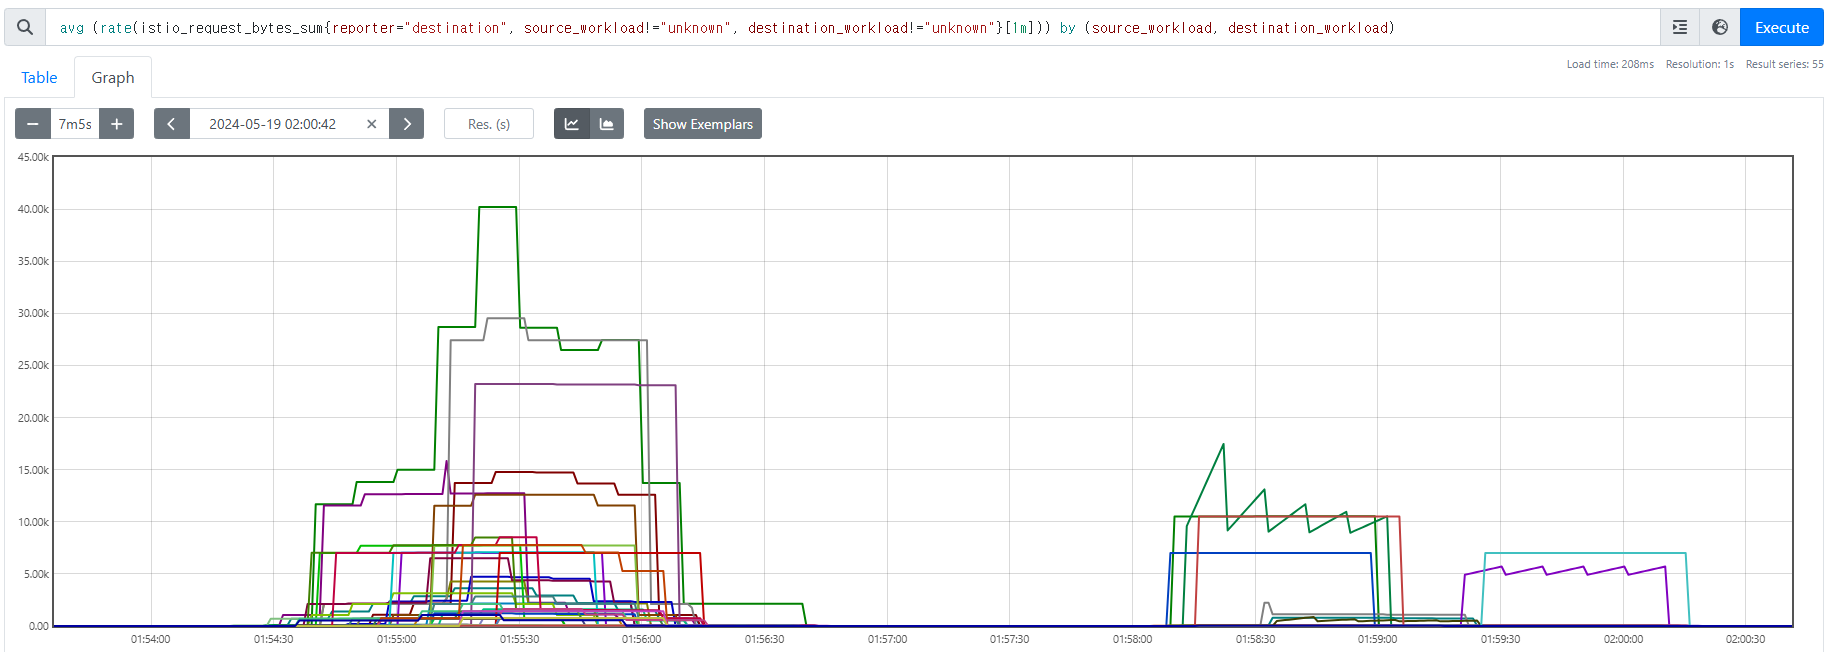 avg (rate(istio_request_bytes_sum{reporter="destination", source_workload!="unknown", destination_workload!="unknown"}[1m])) by (source_workload, destination_workload)
Execute
Load time: 208ms Resolution: 1s Result series: 55
Table
Graph
7m5s
2024-05-19 02:00:42
Res. (s)
Show Exemplars
45.00k
40.00k
35.00k
30.00k
25.00k
20.00k
15.00k
10.00k
5.00k
0.00
01:54:00 01:54:30 01:55:00 01:55:30 01:56:00 01:56:30 01:57:00 01:57:30 01:58:00 01:58:30 01:59:00 01:59:30 02:00:00 02:00:30